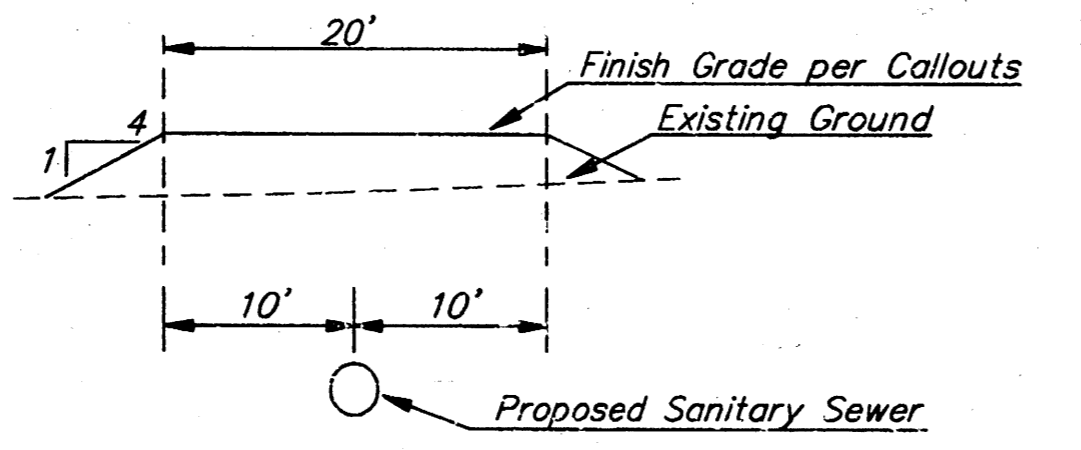 20'
Finish Grade per Callouts
4
Existing Ground
1
10' 10'
Proposed Sanitary Sewer